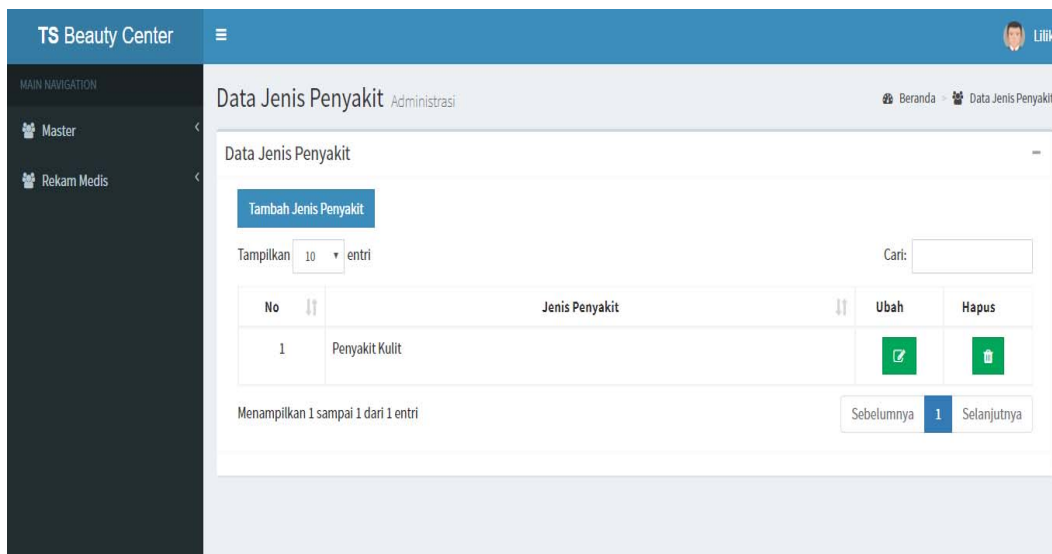 TS Beauty Center
Lilik
MAIN NAVIGATION
Master
Rekam Medis
Data Jenis Penyakit Administrasi
Beranda > Data Jenis Penyakit
Data Jenis Penyakit
Tambah Jenis Penyakit
Tampilkan 10 entri
Cari:
No Jenis Penyakit Ubah Hapus
1 Penyakit Kulit
Menampilkan 1 sampai 1 dari 1 entri
Sebelumnya 1 Selanjutnya